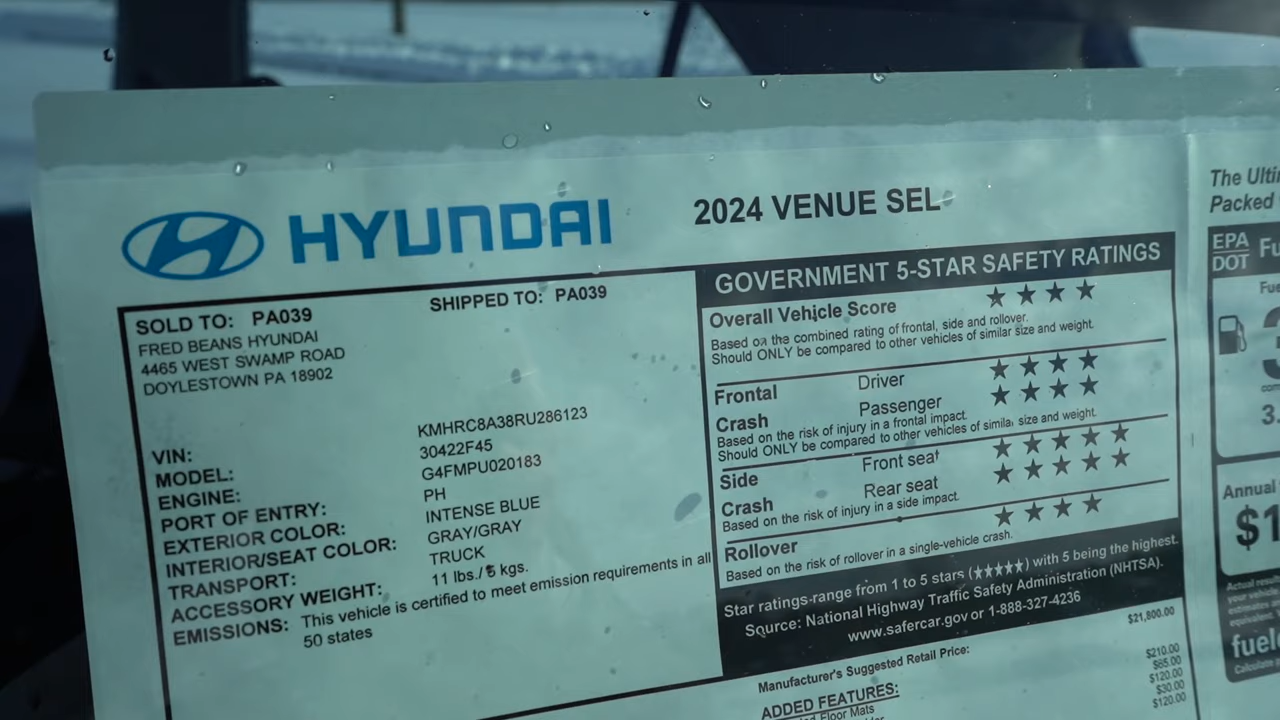 HYUNDAI
2024 VENUE SEL
SOLD TO: PA039
SHIPPED TO: PA039
FRED BEANS HYUNDAI
4465 WEST SWAMP ROAD
DOYLESTOWN PA 18902
VIN: KMHRC8A38RU286123
MODEL: 30422F45
ENGINE: G4FMPU020183
PORT OF ENTRY: PH
EXTERIOR COLOR: INTENSE BLUE
INTERIOR/SEAT COLOR: GRAY/GRAY
TRANSPORT: TRUCK
ACCESSORY WEIGHT: 11 lbs./ 5 kgs.
EMISSIONS: This vehicle is certified to meet emission requirements in all
50 states
GOVERNMENT 5-STAR SAFETY RATINGS
Overall Vehicle Score ★ ★ ★ ★
Based on the combined rating of frontal, side and rollover.
Should ONLY be compared to other vehicles of similar size and weight.
Frontal Driver ★ ★ ★ ★
Crash Passenger ★ ★ ★ ★
Based on the risk of injury in a frontal impact.
Should ONLY be compared to other vehicles of similar size and weight.
Side Front seat ★ ★ ★ ★ ★
Crash Rear seat ★ ★ ★ ★ ★
Based on the risk of injury in a side impact.
Rollover ★ ★ ★ ★
Based on the risk of rollover in a single-vehicle crash.
Star ratings-range from 1 to 5 stars (★★★★★) with 5 being the highest.
Source: National Highway Traffic Safety Administration (NHTSA).
www.safercar.gov or 1-888-327-4236
Manufacturer's Suggested Retail Price: $21,800.00
ADDED FEATURES:
$210.00
Floor Mats $65.00
$120.00
$30.00
$120.00
The
Packed
EPA
DOT
3.
Annual
$1
Actual
your vehicle